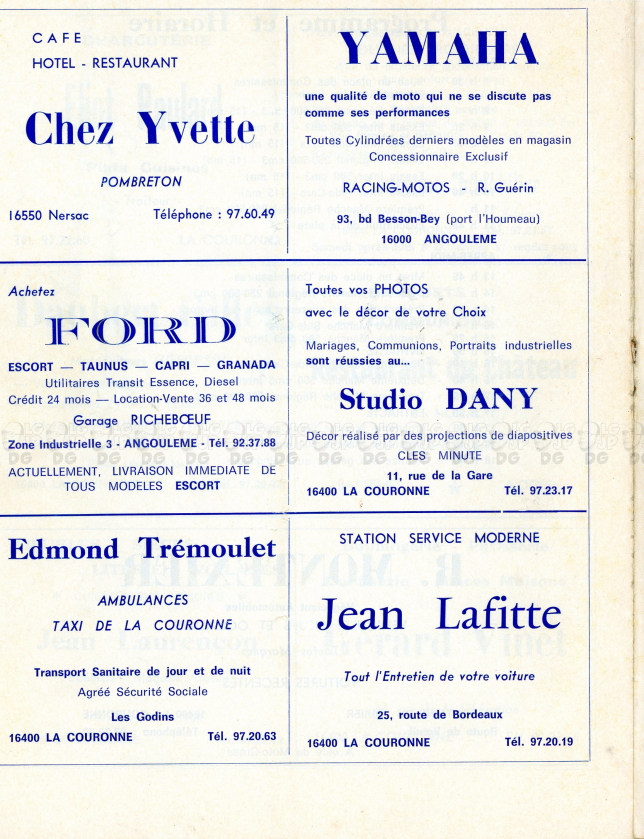 CAFE
HOTEL - RESTAURANT
Chez Yvette
POMBRETON
16550 Nersac Téléphone : 97.60.49
YAMAHA
une qualité de moto qui ne se discute pas
comme ses performances
Toutes Cylindrées derniers modèles en magasin
Concessionnaire Exclusif
RACING-MOTOS - R. Guérin
93, bd Besson-Bey (port l'Houmeau)
16000 ANGOULEME
Achetez
FORD
ESCORT — TAUNUS — CAPRI — GRANADA
Utilitaires Transit Essence, Diesel
Crédit 24 mois — Location-Vente 36 et 48 mois
Garage RICHEBŒUF
Zone Industrielle 3 - ANGOULEME - Tél. 92.37.88
ACTUELLEMENT, LIVRAISON IMMEDIATE DE
TOUS MODELES ESCORT
Toutes vos PHOTOS
avec le décor de votre Choix
Mariages, Communions, Portraits industrielles
sont réussies au...
Studio DANY
Décor réalisé par des projections de diapositives
CLES MINUTE
11, rue de la Gare
16400 LA COURONNE Tél. 97.23.17
Edmond Trémoulet
AMBULANCES
TAXI DE LA COURONNE
Transport Sanitaire de jour et de nuit
Agréé Sécurité Sociale
Les Godins
16400 LA COURONNE Tél. 97.20.63
STATION SERVICE MODERNE
Jean Lafitte
Tout l'Entretien de votre voiture
25, route de Bordeaux
16400 LA COURONNE Tél. 97.20.19